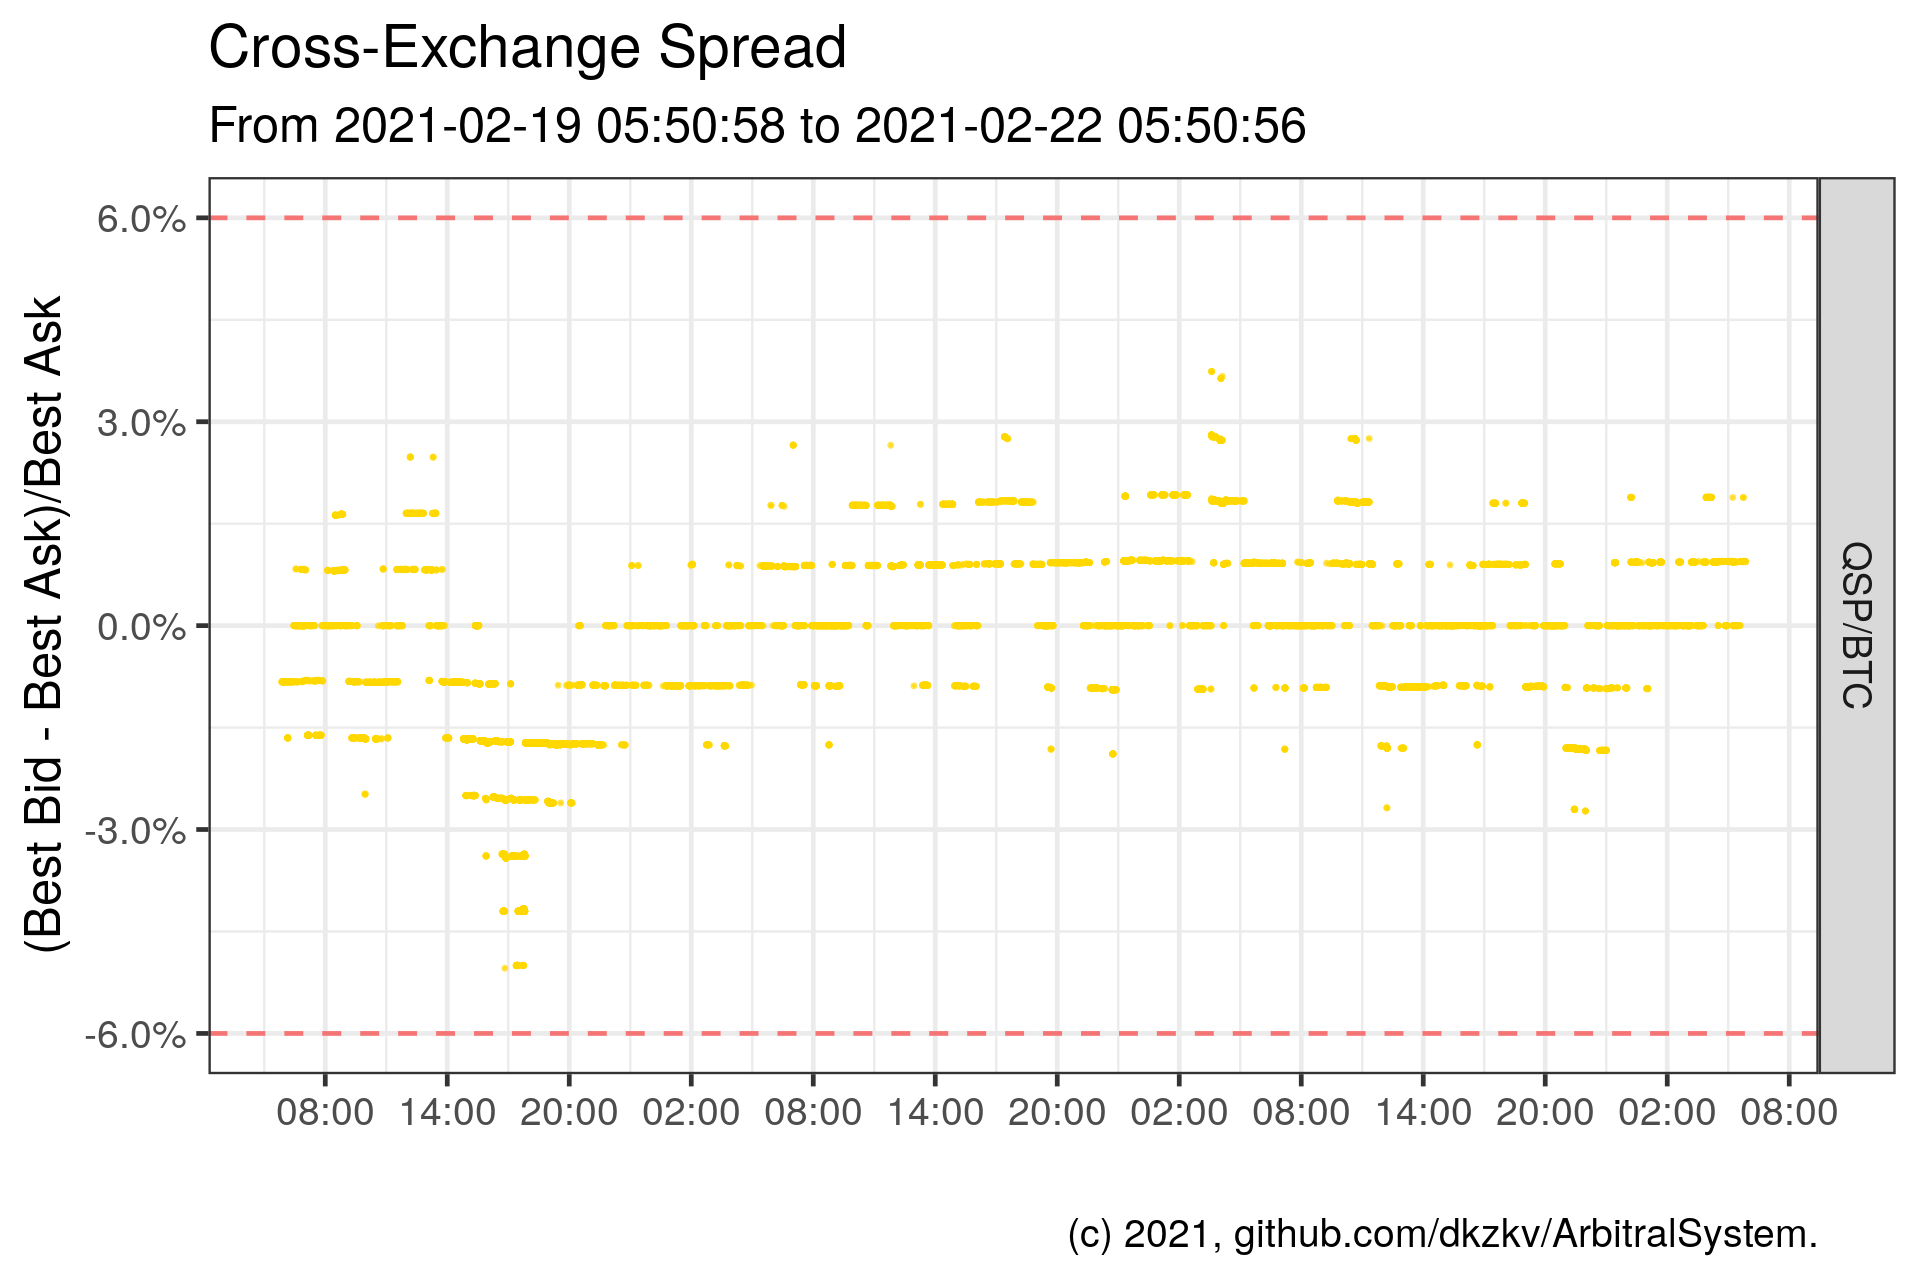 Cross-Exchange Spread
From 2021-02-19 05:50:58 to 2021-02-22 05:50:56
(Best Bid - Best Ask)/Best Ask
6.0%
3.0%
0.0%
-3.0%
-6.0%
QSP/BTC
08:00 14:00 20:00 02:00 08:00 14:00 20:00 02:00 08:00 14:00 20:00 02:00 08:00
(c) 2021, github.com/dkzkv/ArbitralSystem.